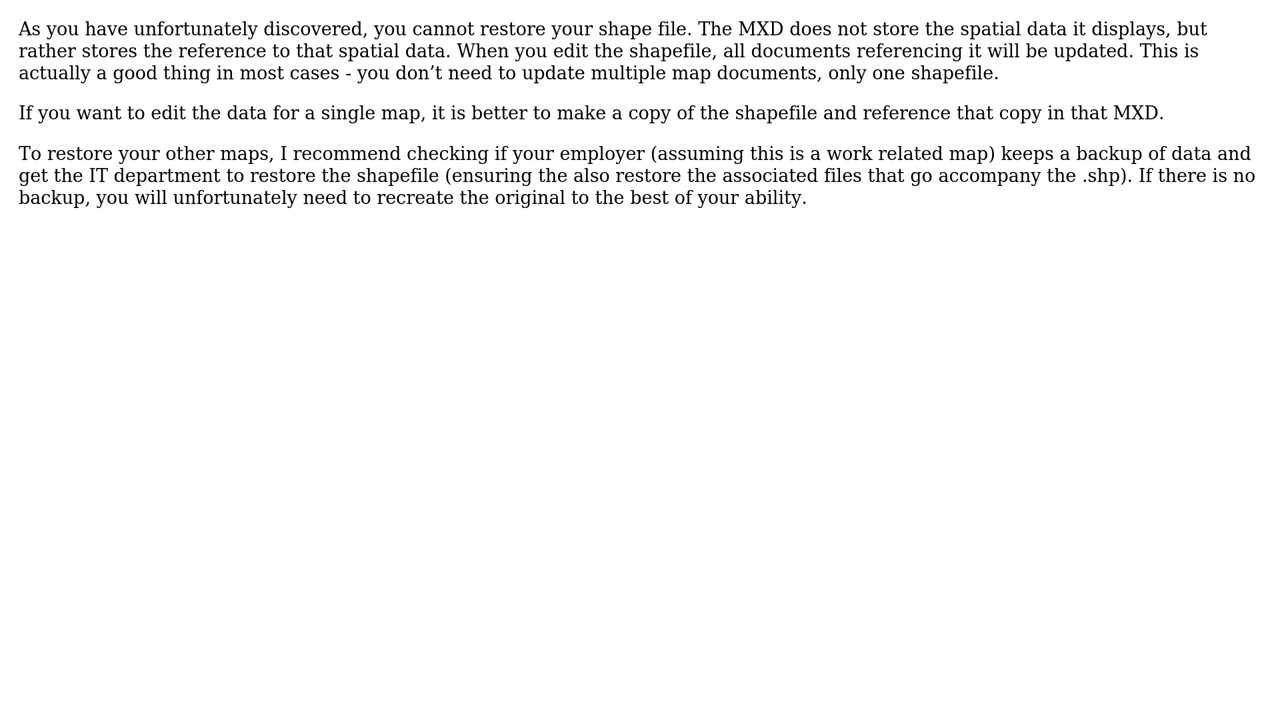 As you have unfortunately discovered, you cannot restore your shape file. The MXD does not store the spatial data it displays, but
rather stores the reference to that spatial data. When you edit the shapefile, all documents referencing it will be updated. This is
actually a good thing in most cases - you don’t need to update multiple map documents, only one shapefile.
If you want to edit the data for a single map, it is better to make a copy of the shapefile and reference that copy in that MXD.
To restore your other maps, I recommend checking if your employer (assuming this is a work related map) keeps a backup of data and
get the IT department to restore the shapefile (ensuring the also restore the associated files that go accompany the .shp). If there is no
backup, you will unfortunately need to recreate the original to the best of your ability.